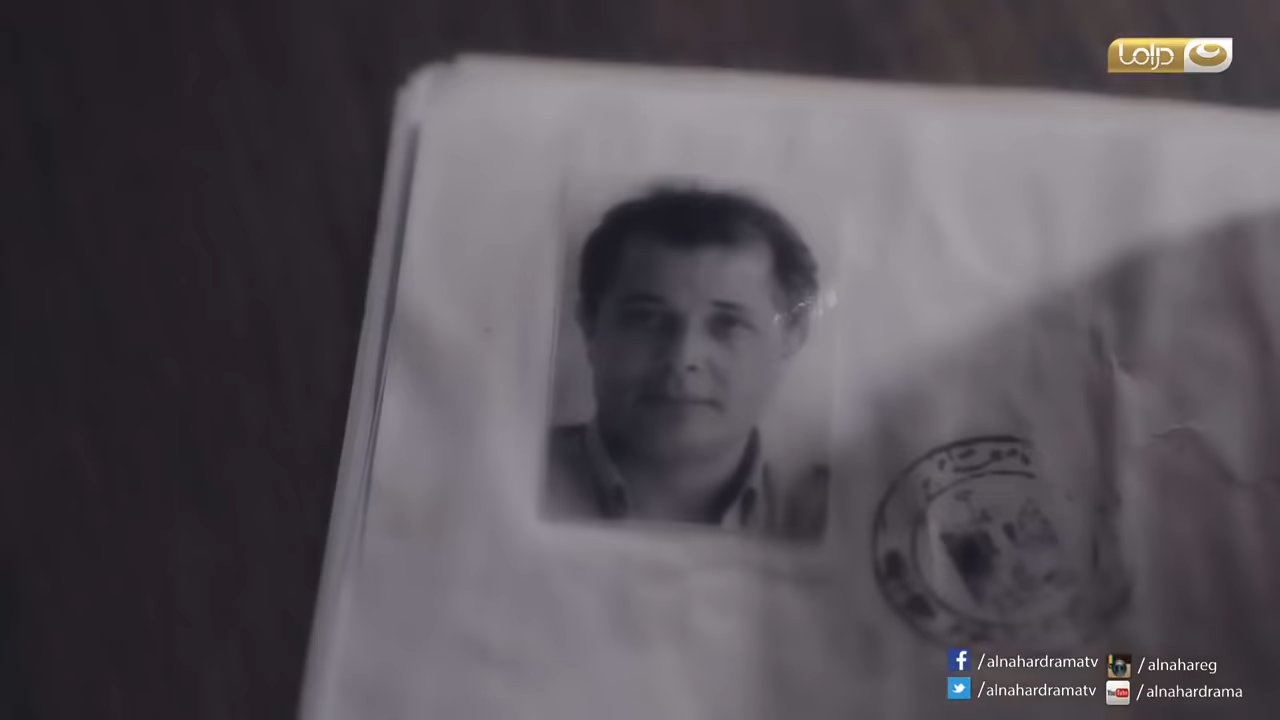 دراما
/alnahardramatv
/alnahareg
/alnahardramatv
/alnahardrama